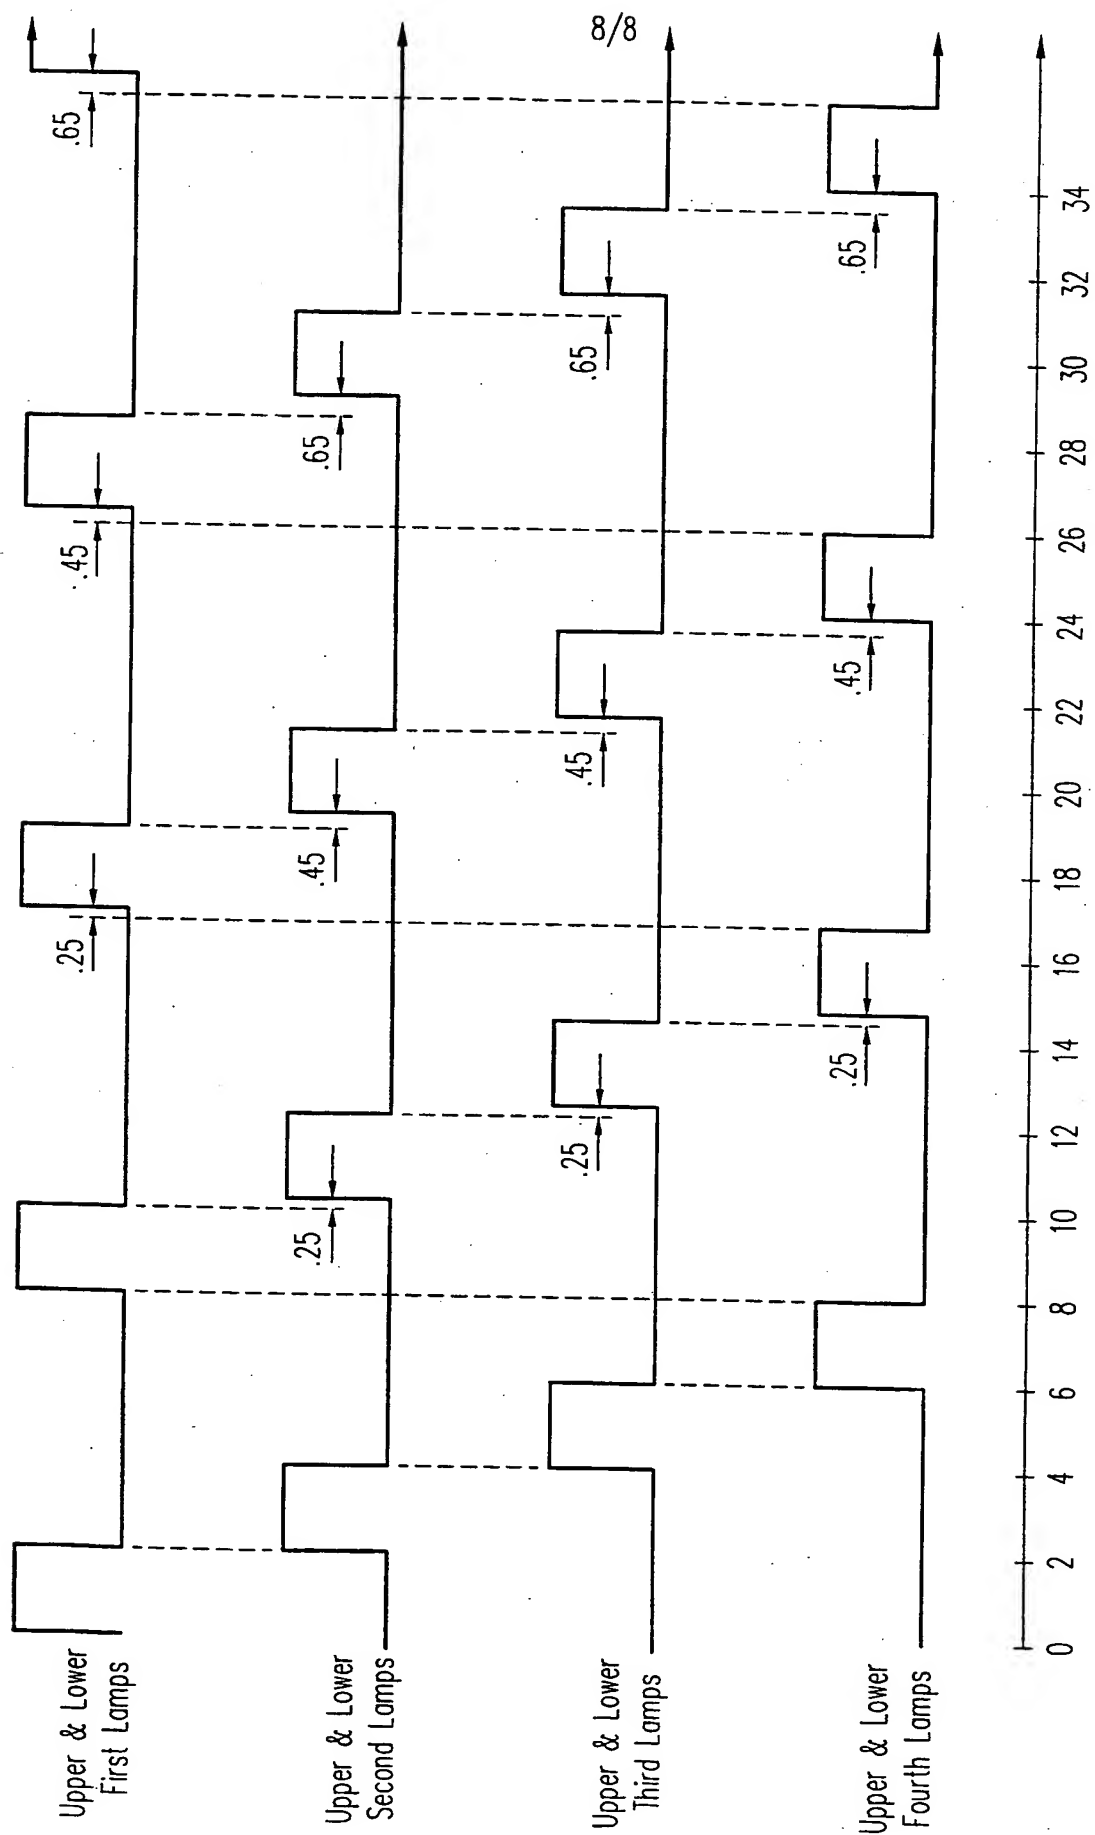 8/8
Upper & Lower
First Lamps
.25
.45
.65
Upper & Lower
Second Lamps
.25
.45
.65
Upper & Lower
Third Lamps
.25
.45
.65
Upper & Lower
Fourth Lamps
.25
.45
.65
0 2 4 6 8 10 12 14 16 18 20 22 24 26 28 30 32 34